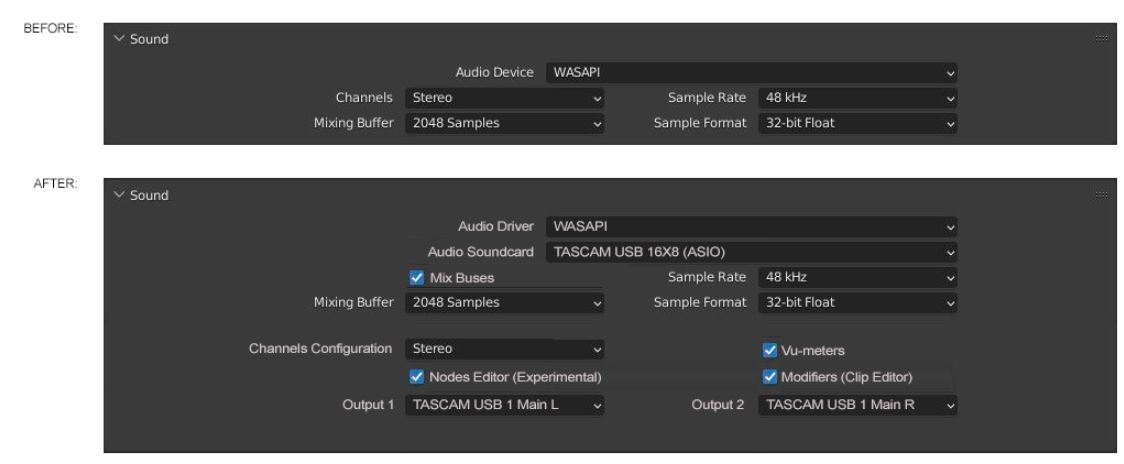 BEFORE:
Sound
Audio Device WASAPI
Channels Stereo Sample Rate 48 kHz
Mixing Buffer 2048 Samples Sample Format 32-bit Float
AFTER:
Sound
Audio Driver WASAPI
Audio Soundcard TASCAM USB 16X8 (ASIO)
Mix Buses Sample Rate 48 kHz
Mixing Buffer 2048 Samples Sample Format 32-bit Float
Channels Configuration Stereo Vu-meters
Nodes Editor (Experimental) Modifiers (Clip Editor)
Output 1 TASCAM USB 1 Main L Output 2 TASCAM USB 1 Main R